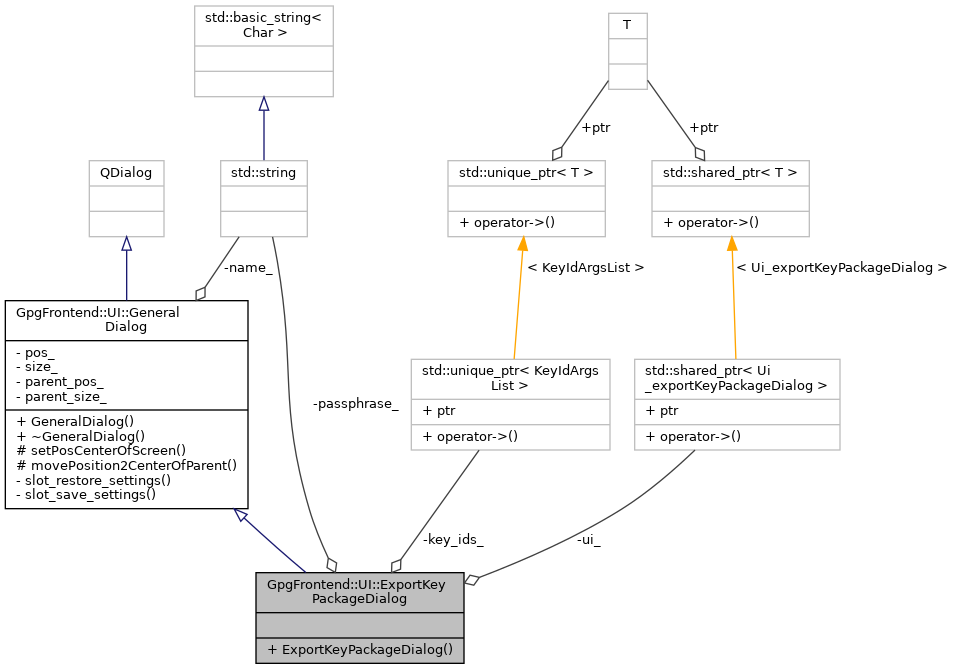 std::basic_string<
Char >
T
+ptr
+ptr
QDialog
std::string
std::unique_ptr< T >
+ operator->()
std::shared_ptr< T >
+ operator->()
-name_
< KeyIdArgsList >
< Ui_exportKeyPackageDialog >
GpgFrontend::UI::General
Dialog
- pos_
- size_
- parent_pos_
- parent_size_
+ GeneralDialog()
+ ~GeneralDialog()
# setPosCenterOfScreen()
# movePosition2CenterOfParent()
- slot_restore_settings()
- slot_save_settings()
-passphrase_
std::unique_ptr< KeyIdArgs
List >
+ ptr
+ operator->()
std::shared_ptr< Ui
_exportKeyPackageDialog >
+ ptr
+ operator->()
-key_ids_
-ui_
GpgFrontend::UI::ExportKey
PackageDialog
+ ExportKeyPackageDialog()